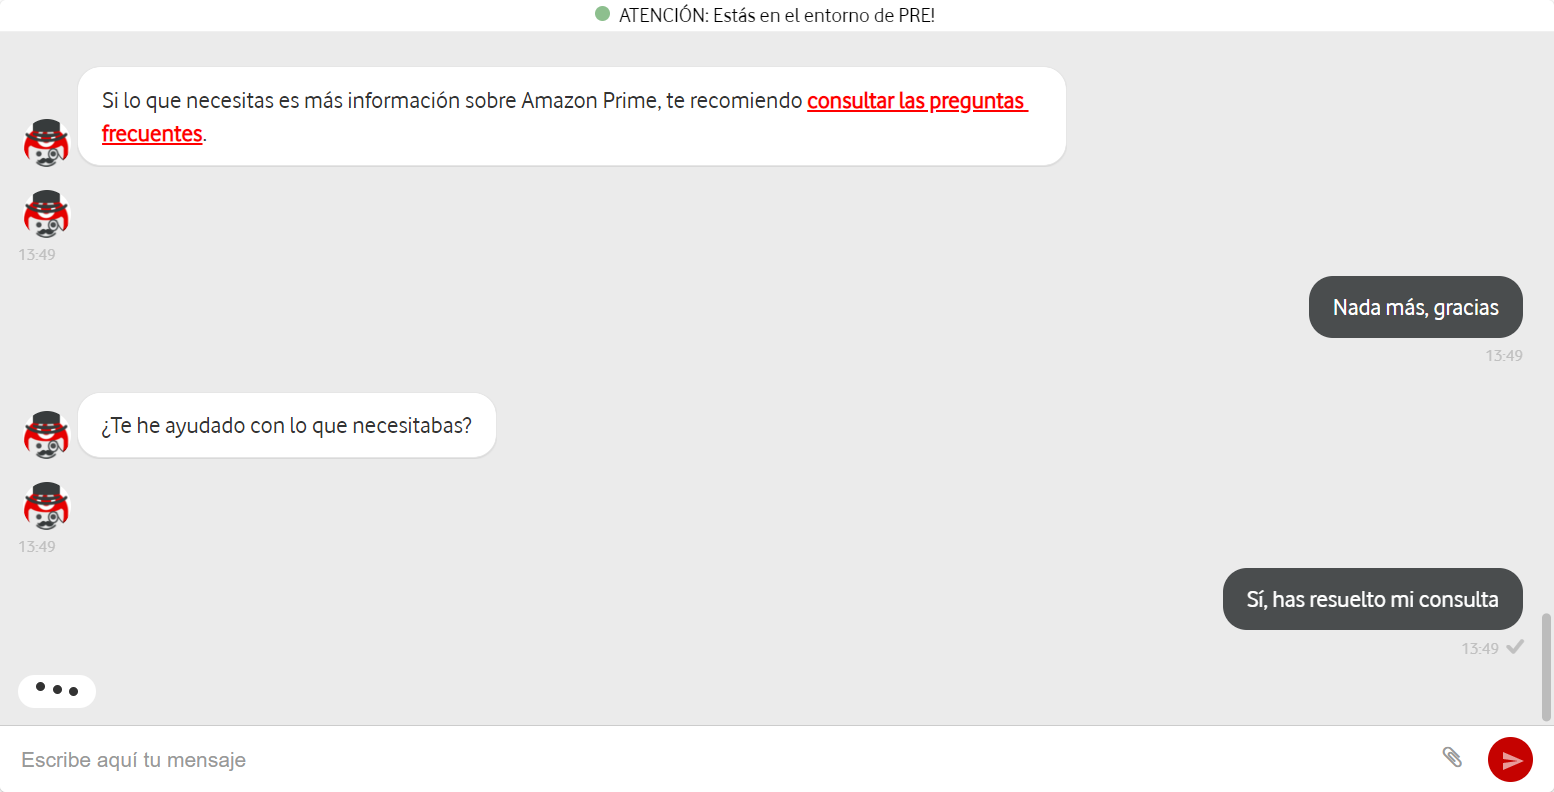 ATENCIÓN: Estás en el entorno de PRE!
Si lo que necesitas es más información sobre Amazon Prime, te recomiendo consultar las preguntas
frecuentes.
13:49
Nada más, gracias
13:49
¿Te he ayudado con lo que necesitabas?
13:49
Sí, has resuelto mi consulta
13:49
Escribe aquí tu mensaje